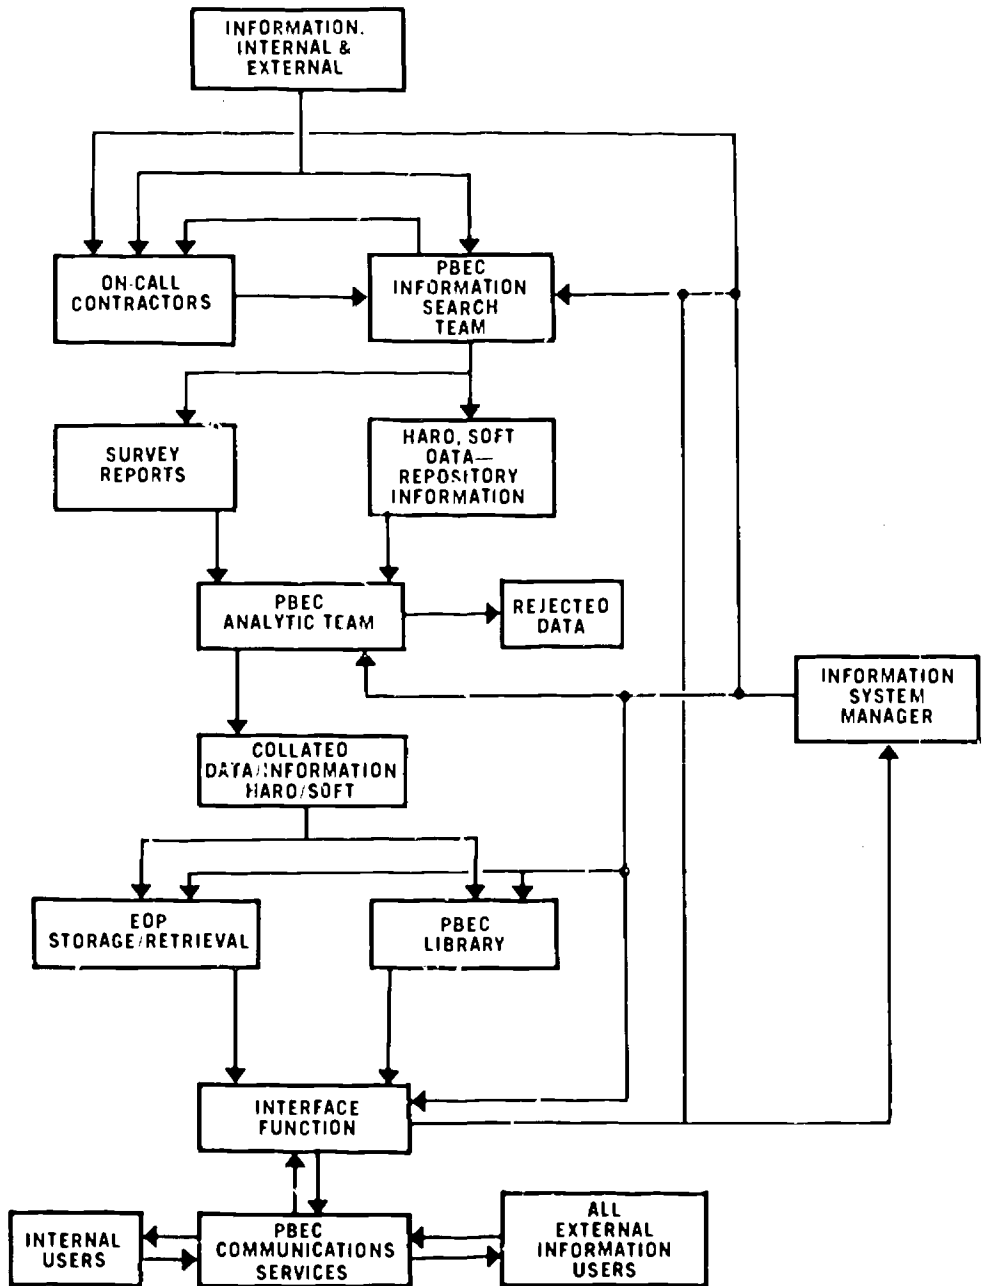 INFORMATION.
INTERNAL &
EXTERNAL
ON-CALL
CONTRACTORS
PBEC
INFORMATION
SEARCH
TEAM
SURVEY
REPORTS
HARO, SOFT
DATA—
REPOSITORY
INFORMATION
PBEC
ANALYTIC TEAM
REJECTED
DATA
INFORMATION
SYSTEM
MANAGER
COLLATED
DATA/INFORMATION
HARO/SOFT
EOP
STORAGE/RETRIEVAL
PBEC
LIBRARY
INTERFACE
FUNCTION
INTERNAL
USERS
PBEC
COMMUNICATIONS
SERVICES
ALL
EXTERNAL
INFORMATION
USERS